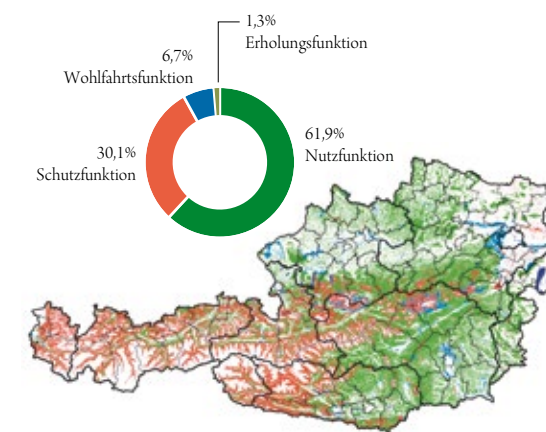 1,3%
Erholungsfunktion
6,7%
Wohlfahrtsfunktion
61,9%
Nutzfunktion
30,1%
Schutzfunktion